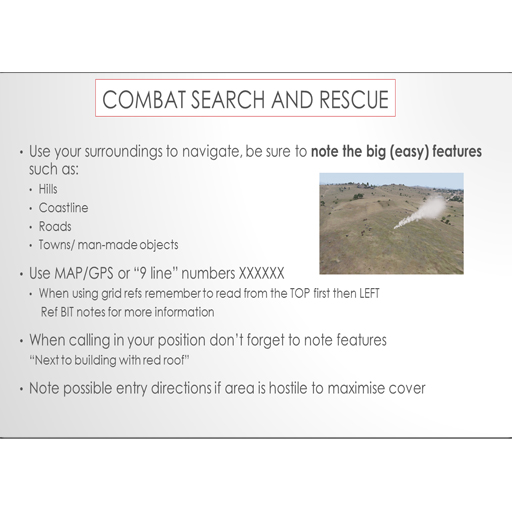 COMBAT SEARCH AND RESCUE
• Use your surroundings to navigate, be sure to note the big (easy) features
such as:
• Hills
• Coastline
• Roads
• Towns/ man-made objects
• Use MAP/GPS or “9 line” numbers XXXXXX
• When using grid refs remember to read from the TOP first then LEFT
Ref BIT notes for more information
• When calling in your position don’t forget to note features
“Next to building with red roof”
• Note possible entry directions if area is hostile to maximise cover